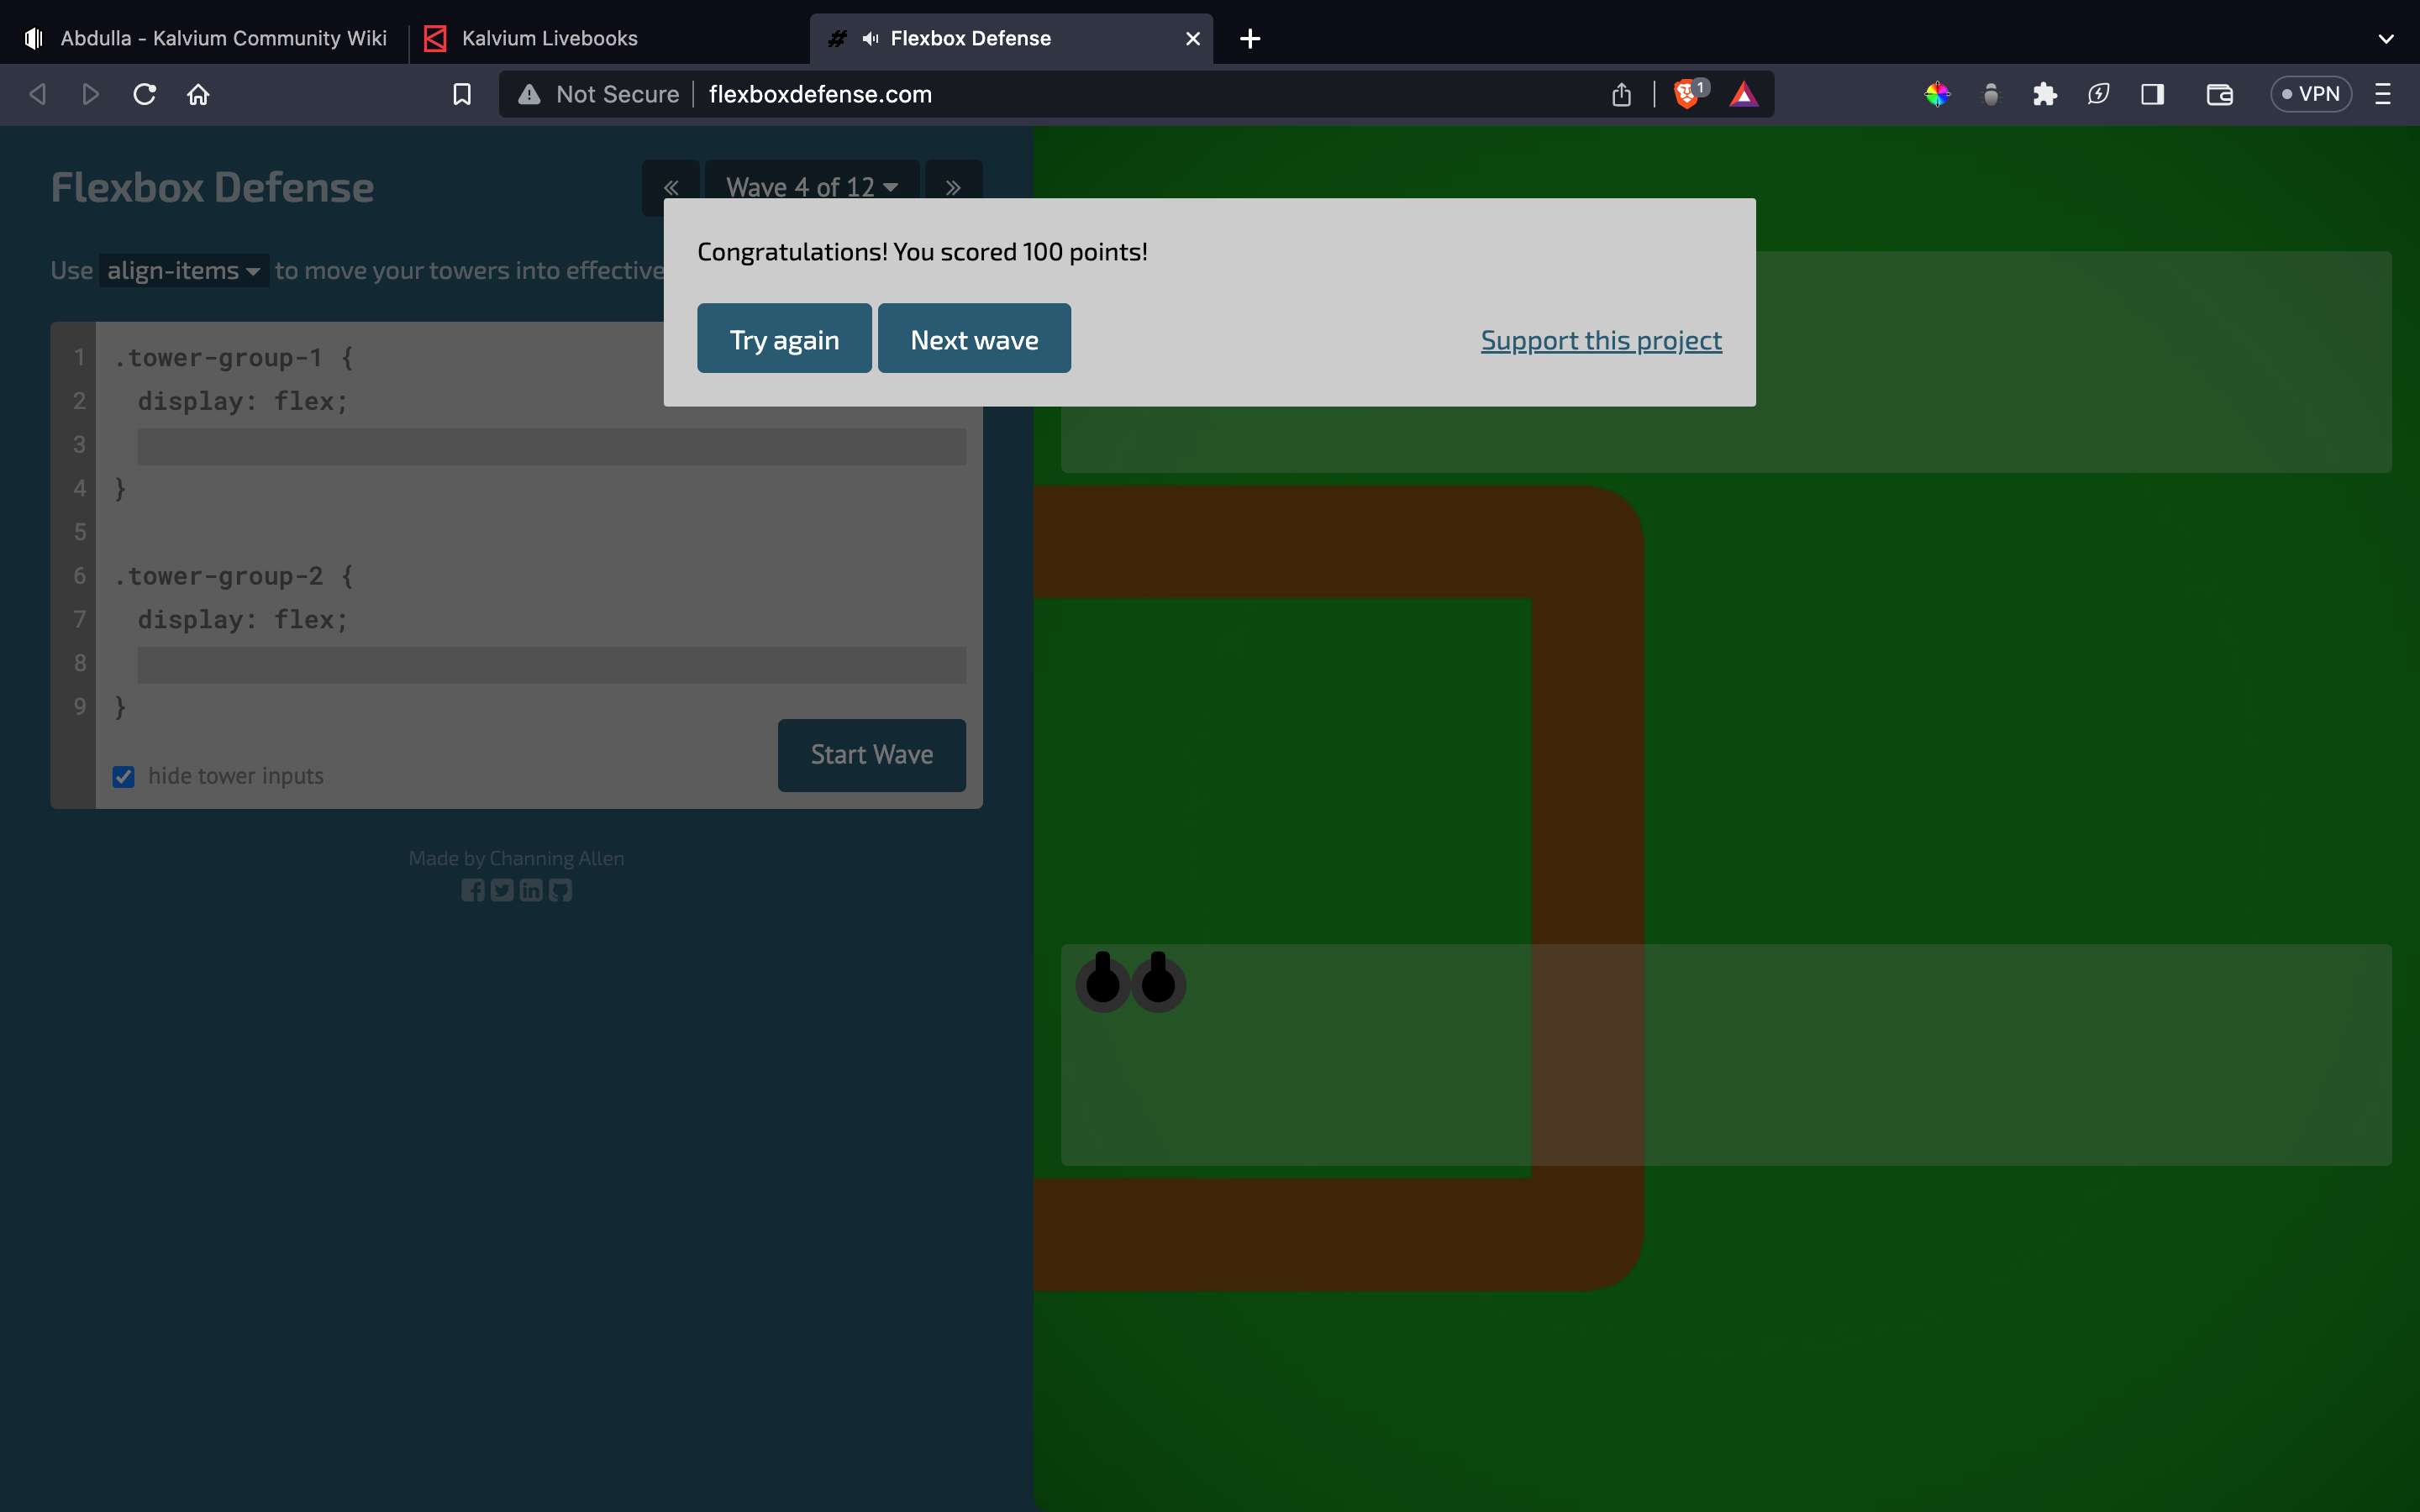 Abdulla - Kalvium Community Wiki
Kalvium Livebooks
Flexbox Defense
Not Secure
flexboxdefense.com
1
VPN
Flexbox Defense
Wave 4 of 12
Use align-items to move your towers into effective
Congratulations! You scored 100 points!
Try again
Next wave
Support this project
1 .tower-group-1 {
2 display: flex;
3
4 }
5
6 .tower-group-2 {
7 display: flex;
8
9 }
hide tower inputs
Start Wave
Made by Channing Allen